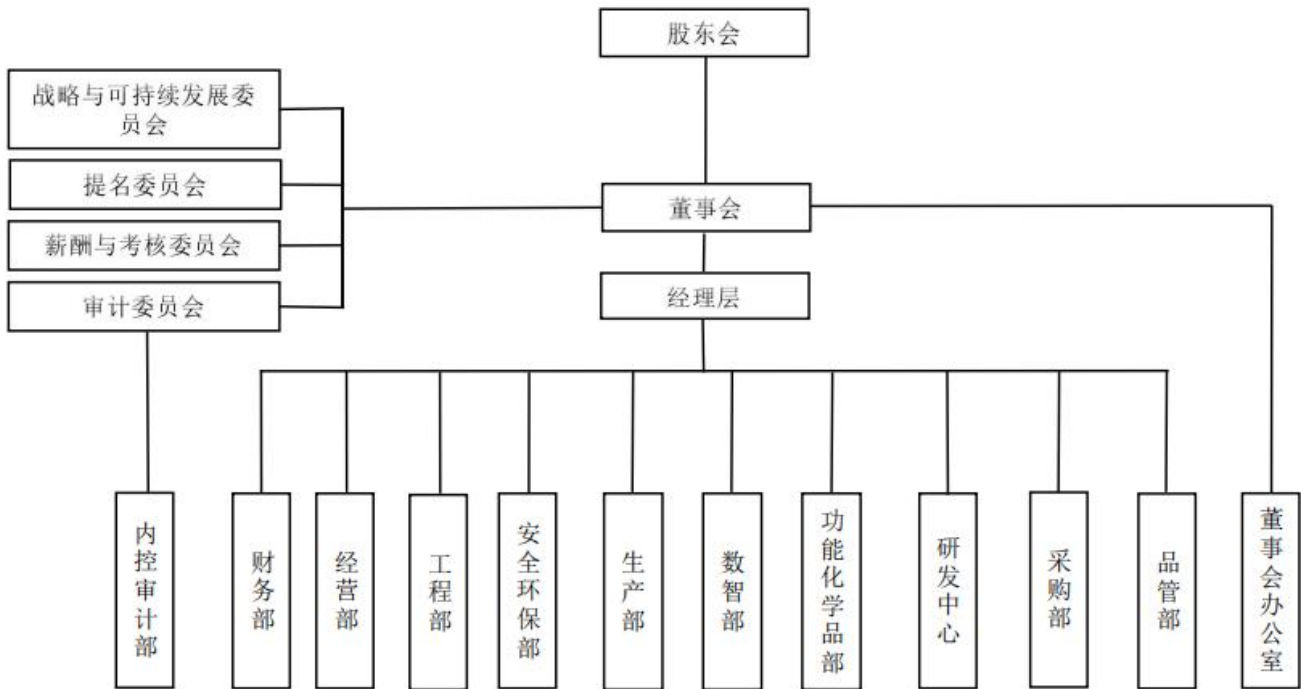 股东会
战略与可持续发展委
员会
提名委员会
董事会
薪酬与考核委员会
经理层
审计委员会
内控审计部
财务部
经营部
工程部
安全环保部
生产部
数智部
功能化学品部
研发中心
采购部
品管部
董事会办公室